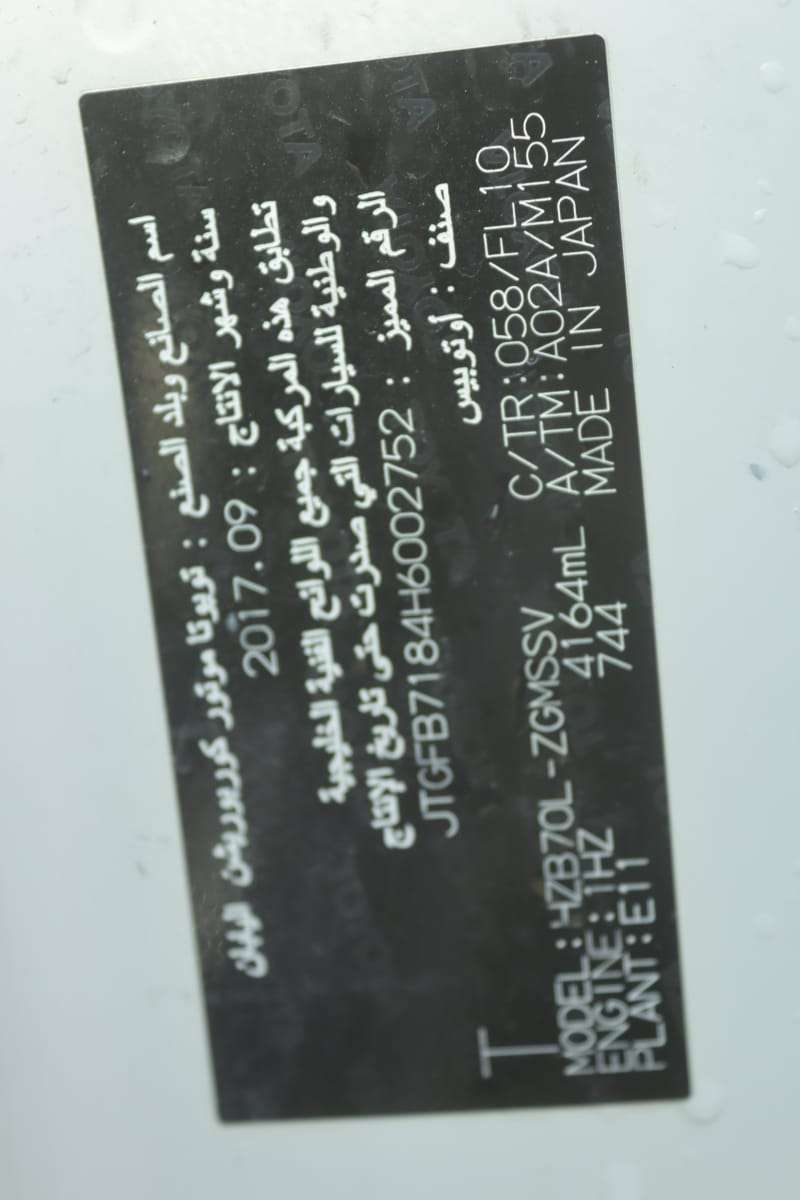 اسم الصانع وبلد الصنع : تويوتا موتور كوربوريشن اليابان
سنة وشهر الانتاج : 2017.09
تطابق هذه المركبة جميع اللوائح الفنية الخليجية
والوطنية للسيارات التي صدرت حتى تاريخ الإنتاج
الرقم المميز : JTGFB7184H6002752
صنف : أوتوبيس
T
MODEL:HZB70L-ZGMSSV C/TR:058/FL10
ENGINE:1HZ 4164mL A/TM:A02A/M155
PLANT:E11 744 MADE IN JAPAN